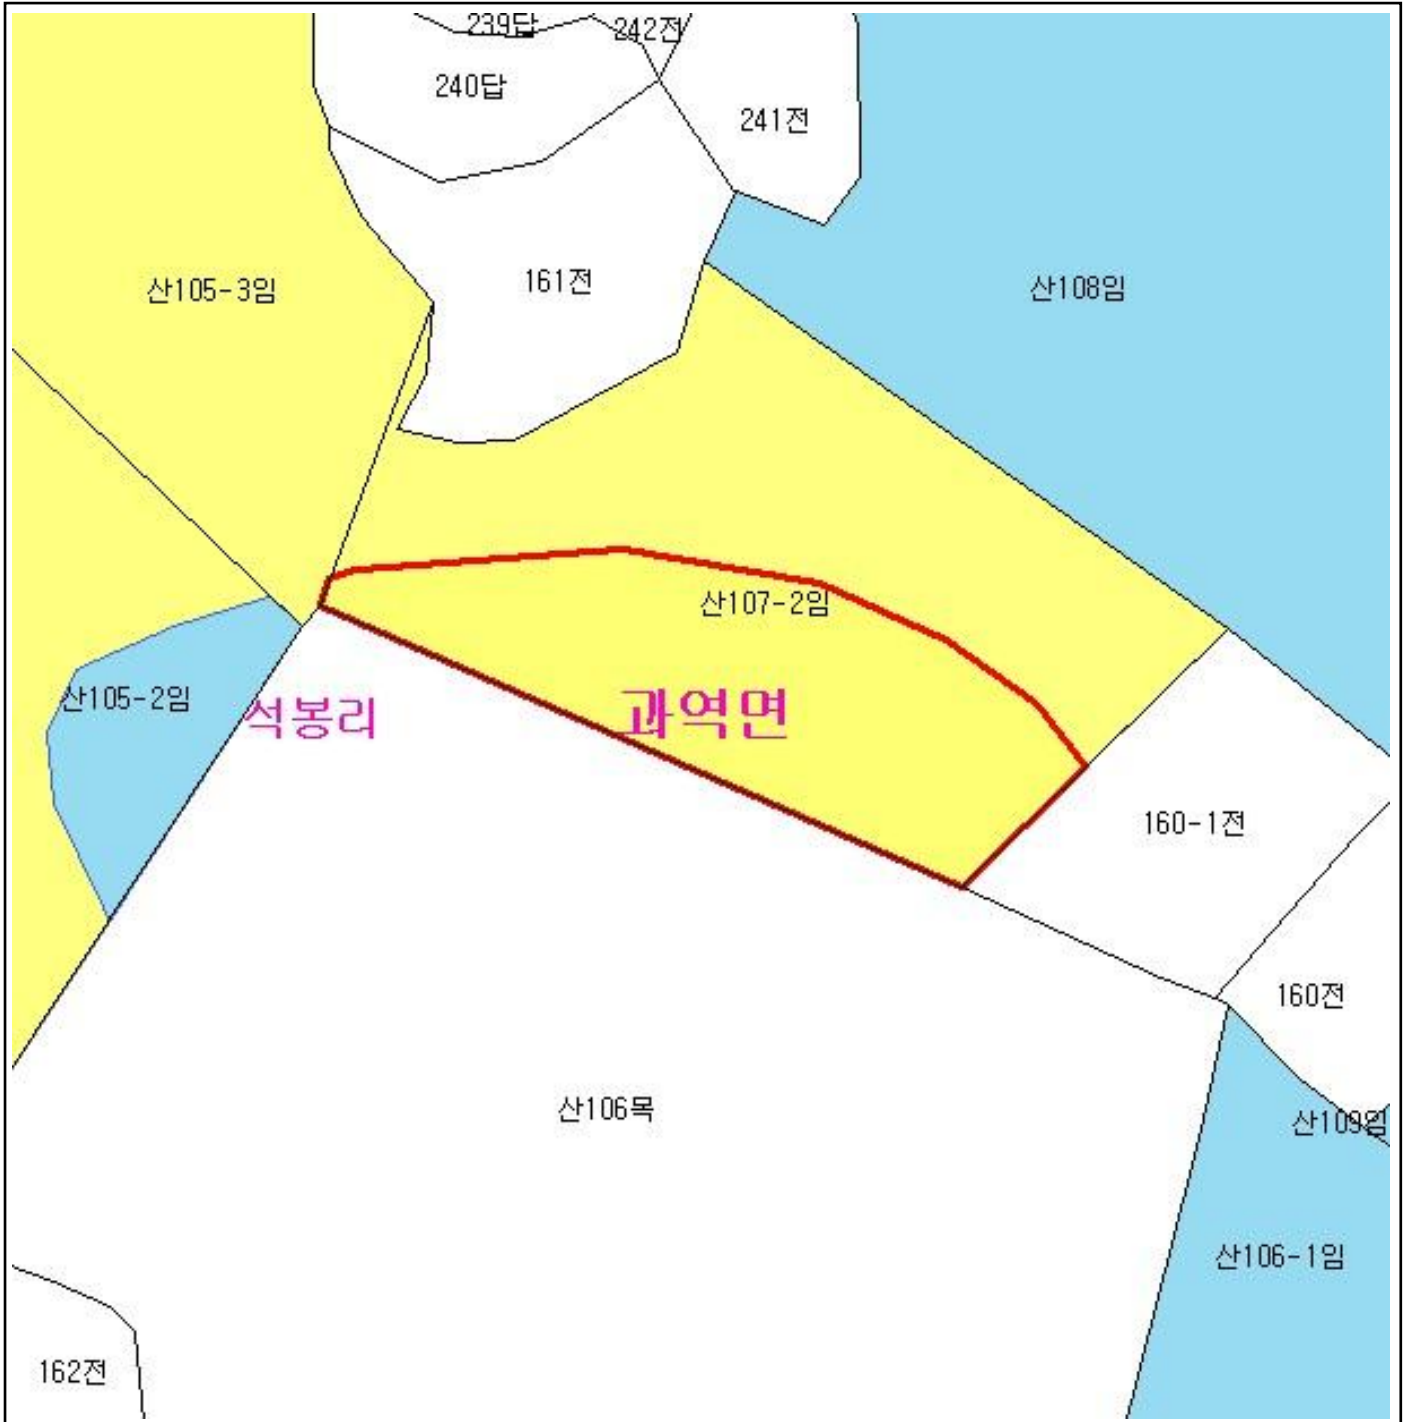 239답
242전
240답
241전
161전
산105-3임
산108임
산107-2임
산105-2임
석봉리
과역면
160-1전
160전
산106목
산109임
산106-1임
162전